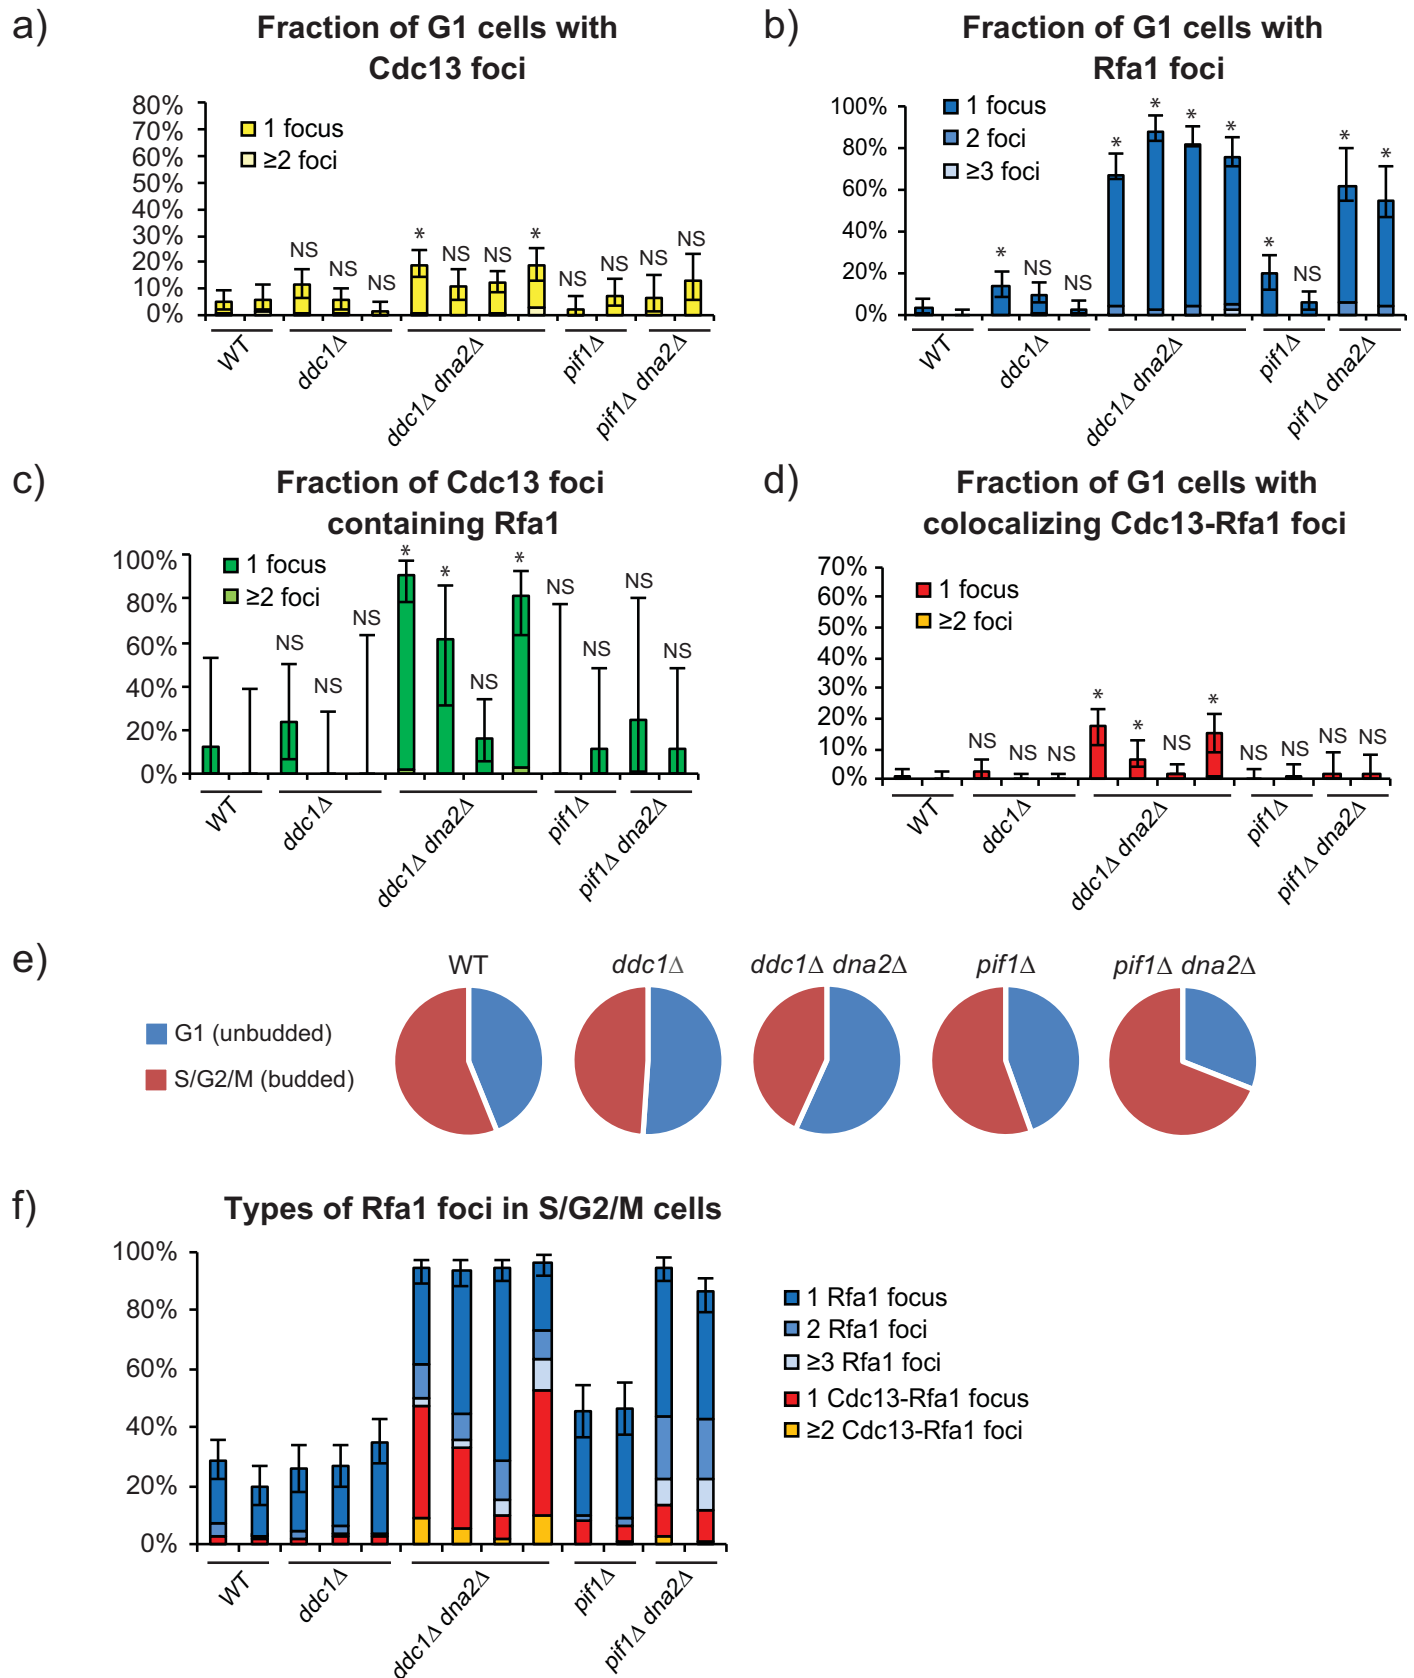 a)
Fraction of G1 cells with
Cdc13 foci
80%
70%
60%
50%
40%
30%
20%
10%
0%
1 focus
≥2 foci
NS NS NS * NS NS * NS NS NS NS
WT
ddc1Δ
ddc1Δ dna2Δ
pif1Δ
pif1Δ dna2Δ
b)
Fraction of G1 cells with
Rfa1 foci
100%
80%
60%
40%
20%
0%
1 focus
2 foci
≥3 foci
* NS NS * * * * * NS * *
WT
ddc1Δ
ddc1Δ dna2Δ
pif1Δ
pif1Δ dna2Δ
c)
Fraction of Cdc13 foci
containing Rfa1
100%
80%
60%
40%
20%
0%
1 focus
≥2 foci
NS NS NS * * NS * NS NS NS NS
WT
ddc1Δ
ddc1Δ dna2Δ
pif1Δ
pif1Δ dna2Δ
d)
Fraction of G1 cells with
colocalizing Cdc13-Rfa1 foci
70%
60%
50%
40%
30%
20%
10%
0%
1 focus
≥2 foci
NS NS NS * * NS * NS NS NS NS
WT
ddc1Δ
ddc1Δ dna2Δ
pif1Δ
pif1Δ dna2Δ
e)
WT
ddc1Δ
ddc1Δ dna2Δ
pif1Δ
pif1Δ dna2Δ
G1 (unbudded)
S/G2/M (budded)
f)
Types of Rfa1 foci in S/G2/M cells
100%
80%
60%
40%
20%
0%
1 Rfa1 focus
2 Rfa1 foci
≥3 Rfa1 foci
1 Cdc13-Rfa1 focus
≥2 Cdc13-Rfa1 foci
WT
ddc1Δ
ddc1Δ dna2Δ
pif1Δ
pif1Δ dna2Δ